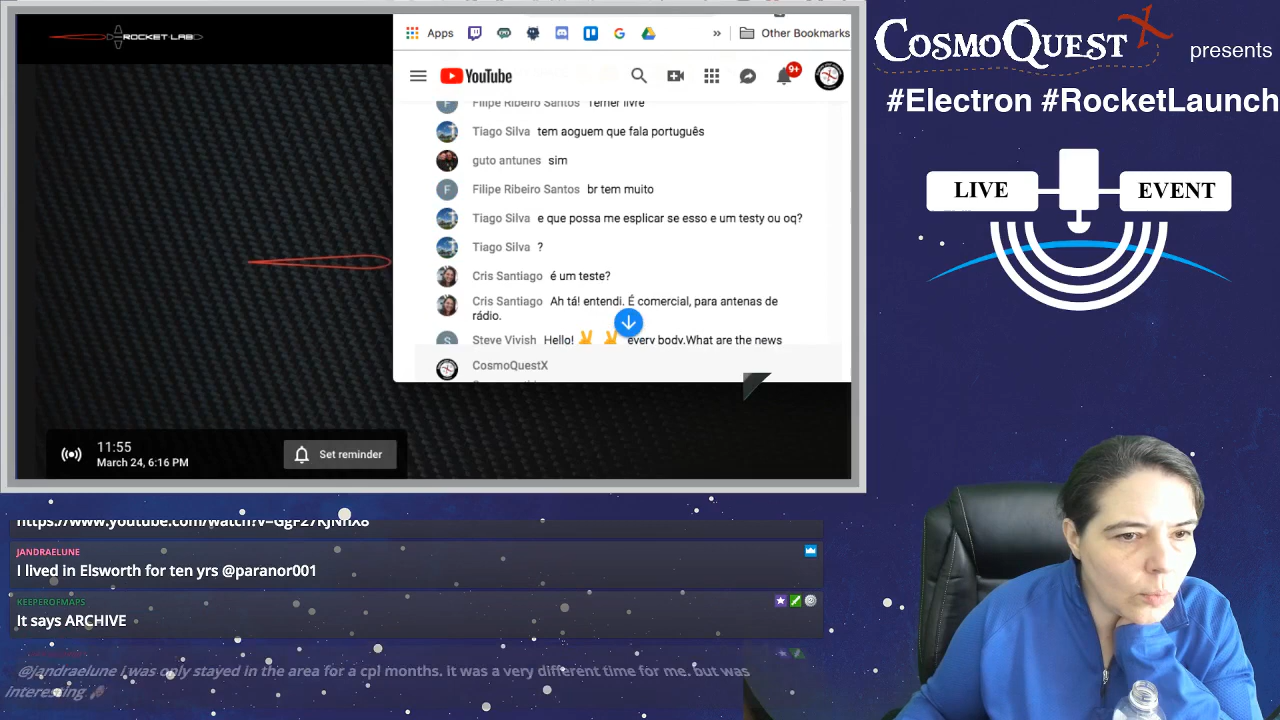 ROCKET LAB
Apps
»
Other Bookmarks
YouTube
9+
Filipe Ribeiro Santos Temer livre
Tiago Silva tem aoguem que fala português
guto antunes sim
Filipe Ribeiro Santos br tem muito
Tiago Silva e que possa me esplicar se esso e um testy ou oq?
Tiago Silva ?
Cris Santiago é um teste?
Cris Santiago Ah tá! entendi. É comercial, para antenas de
rádio.
Steve Vivish Hello! ✌ ✌ every body.What are the news
CosmoQuestX
11:55
March 24, 6:16 PM
Set reminder
COSMOQUEST X presents
#Electron #RocketLaunch
LIVE EVENT
JANDRAELUNE
I lived in Elsworth for ten yrs @paranor001
KEEPEROFMAPS
It says ARCHIVE
@jandraelune i was only stayed in the area for a cpl months. it was a very different time for me. but was
interesting